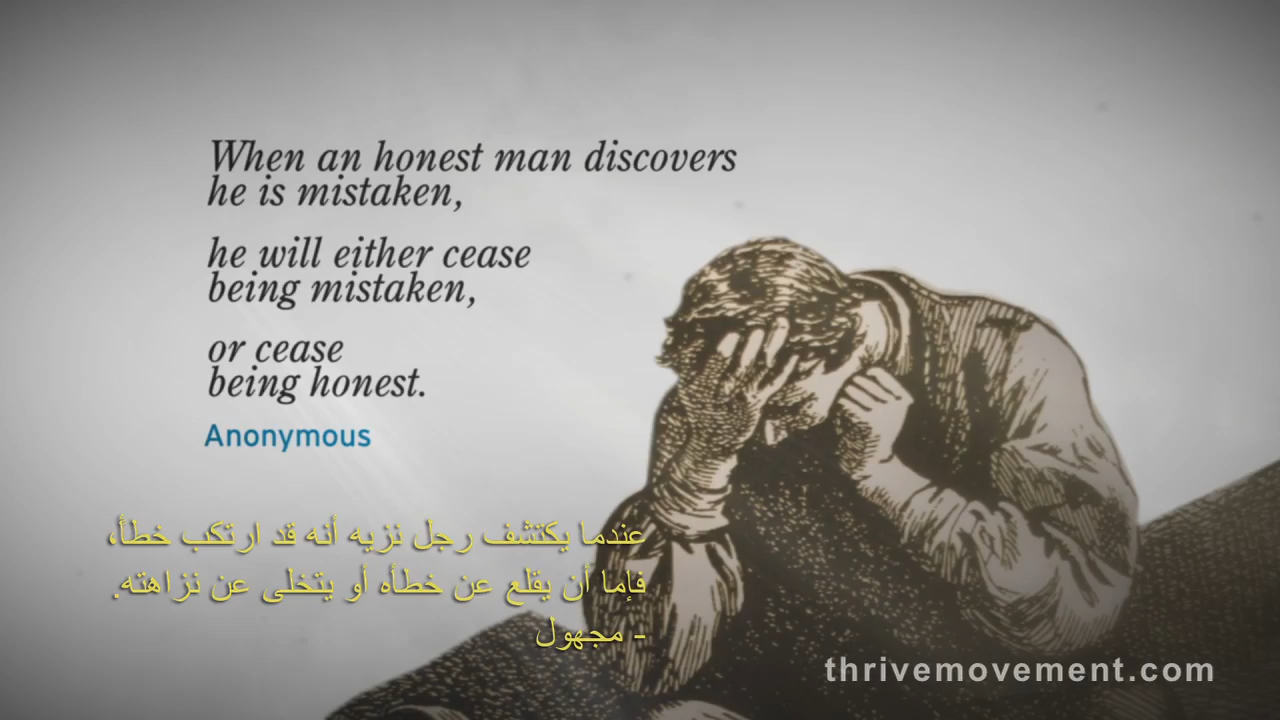 When an honest man discovers
he is mistaken,
he will either cease
being mistaken,
or cease
being honest.
Anonymous
عندما يكتشف رجل نزيه أنه قد ارتكب خطأً،
فإما أن يقلع عن خطأه أو يتخلى عن نزاهته.
- مجهول
thrivemovement.com